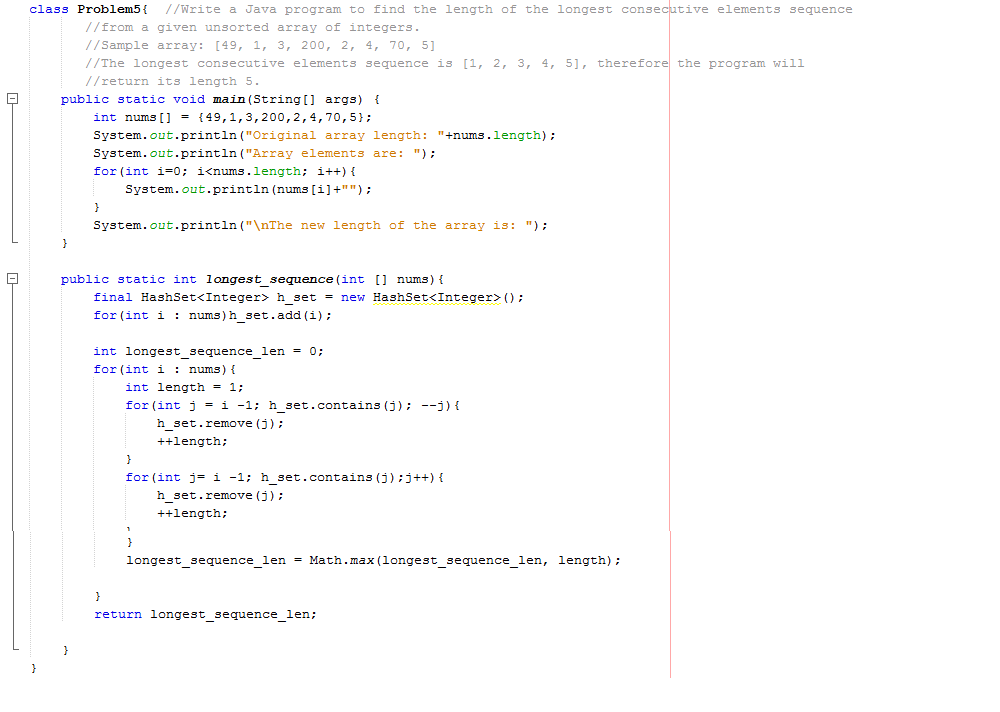 class Problem5{  //Write a Java program to find the length of the longest consecutive elements sequence
       //from a given unsorted array of integers.
       //Sample array: [49, 1, 3, 200, 2, 4, 70, 5]
       //The longest consecutive elements sequence is [1, 2, 3, 4, 5], therefore the program will
       //return its length 5.
    public static void main(String[] args) {
        int nums[] = {49,1,3,200,2,4,70,5};
        System.out.println("Original array length: "+nums.length);
        System.out.println("Array elements are: ");
        for(int i=0; i<nums.length; i++){
            System.out.println(nums[i]+"");
        }
        System.out.println("\nThe new length of the array is: ");
    }

    public static int longest_sequence(int [] nums){
        final HashSet<Integer> h_set = new HashSet<Integer>();
        for(int i : nums)h_set.add(i);

        int longest_sequence_len = 0;
        for(int i : nums){
            int length = 1;
            for(int j = i -1; h_set.contains(j); --j){
                h_set.remove(j);
                ++length;
            }
            for(int j= i -1; h_set.contains(j);j++){
                h_set.remove(j);
                ++length;
            }
            longest_sequence_len = Math.max(longest_sequence_len, length);

        }
        return longest_sequence_len;

    }
}